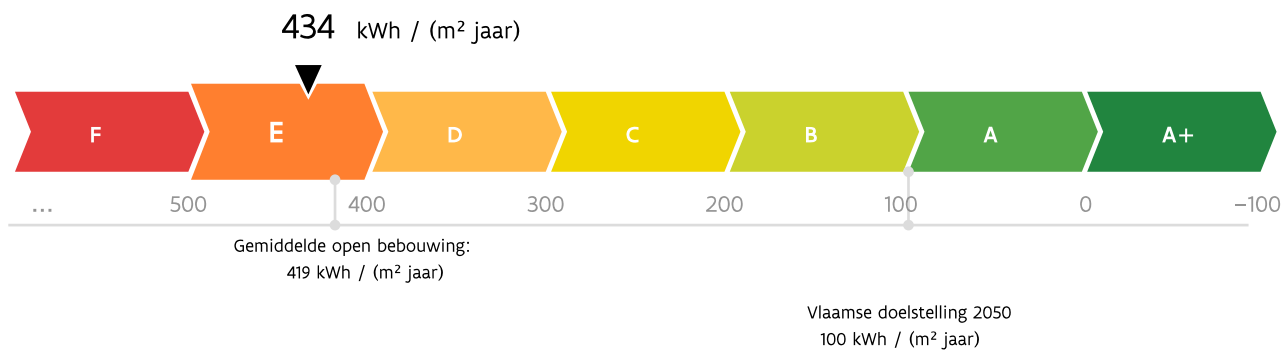 434 kWh / (m² jaar)
F E D C B A A+
... 500 400 300 200 100 0 −100
Gemiddelde open bebouwing:
419 kWh / (m² jaar)
Vlaamse doelstelling 2050
100 kWh / (m² jaar)